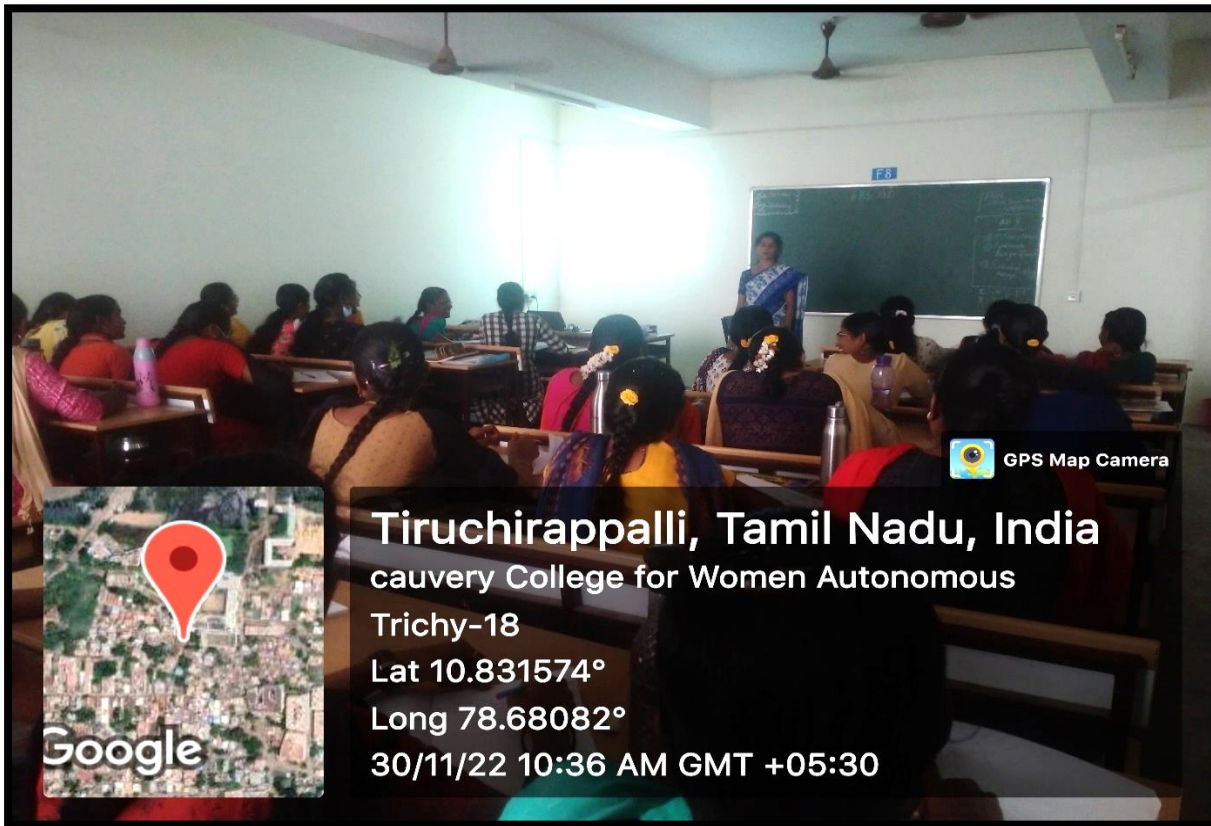 F8
GPS Map Camera
Tiruchirappalli, Tamil Nadu, India
cauvery College for Women Autonomous
Trichy-18
Lat 10.831574°
Long 78.68082°
30/11/22 10:36 AM GMT +05:30
Google